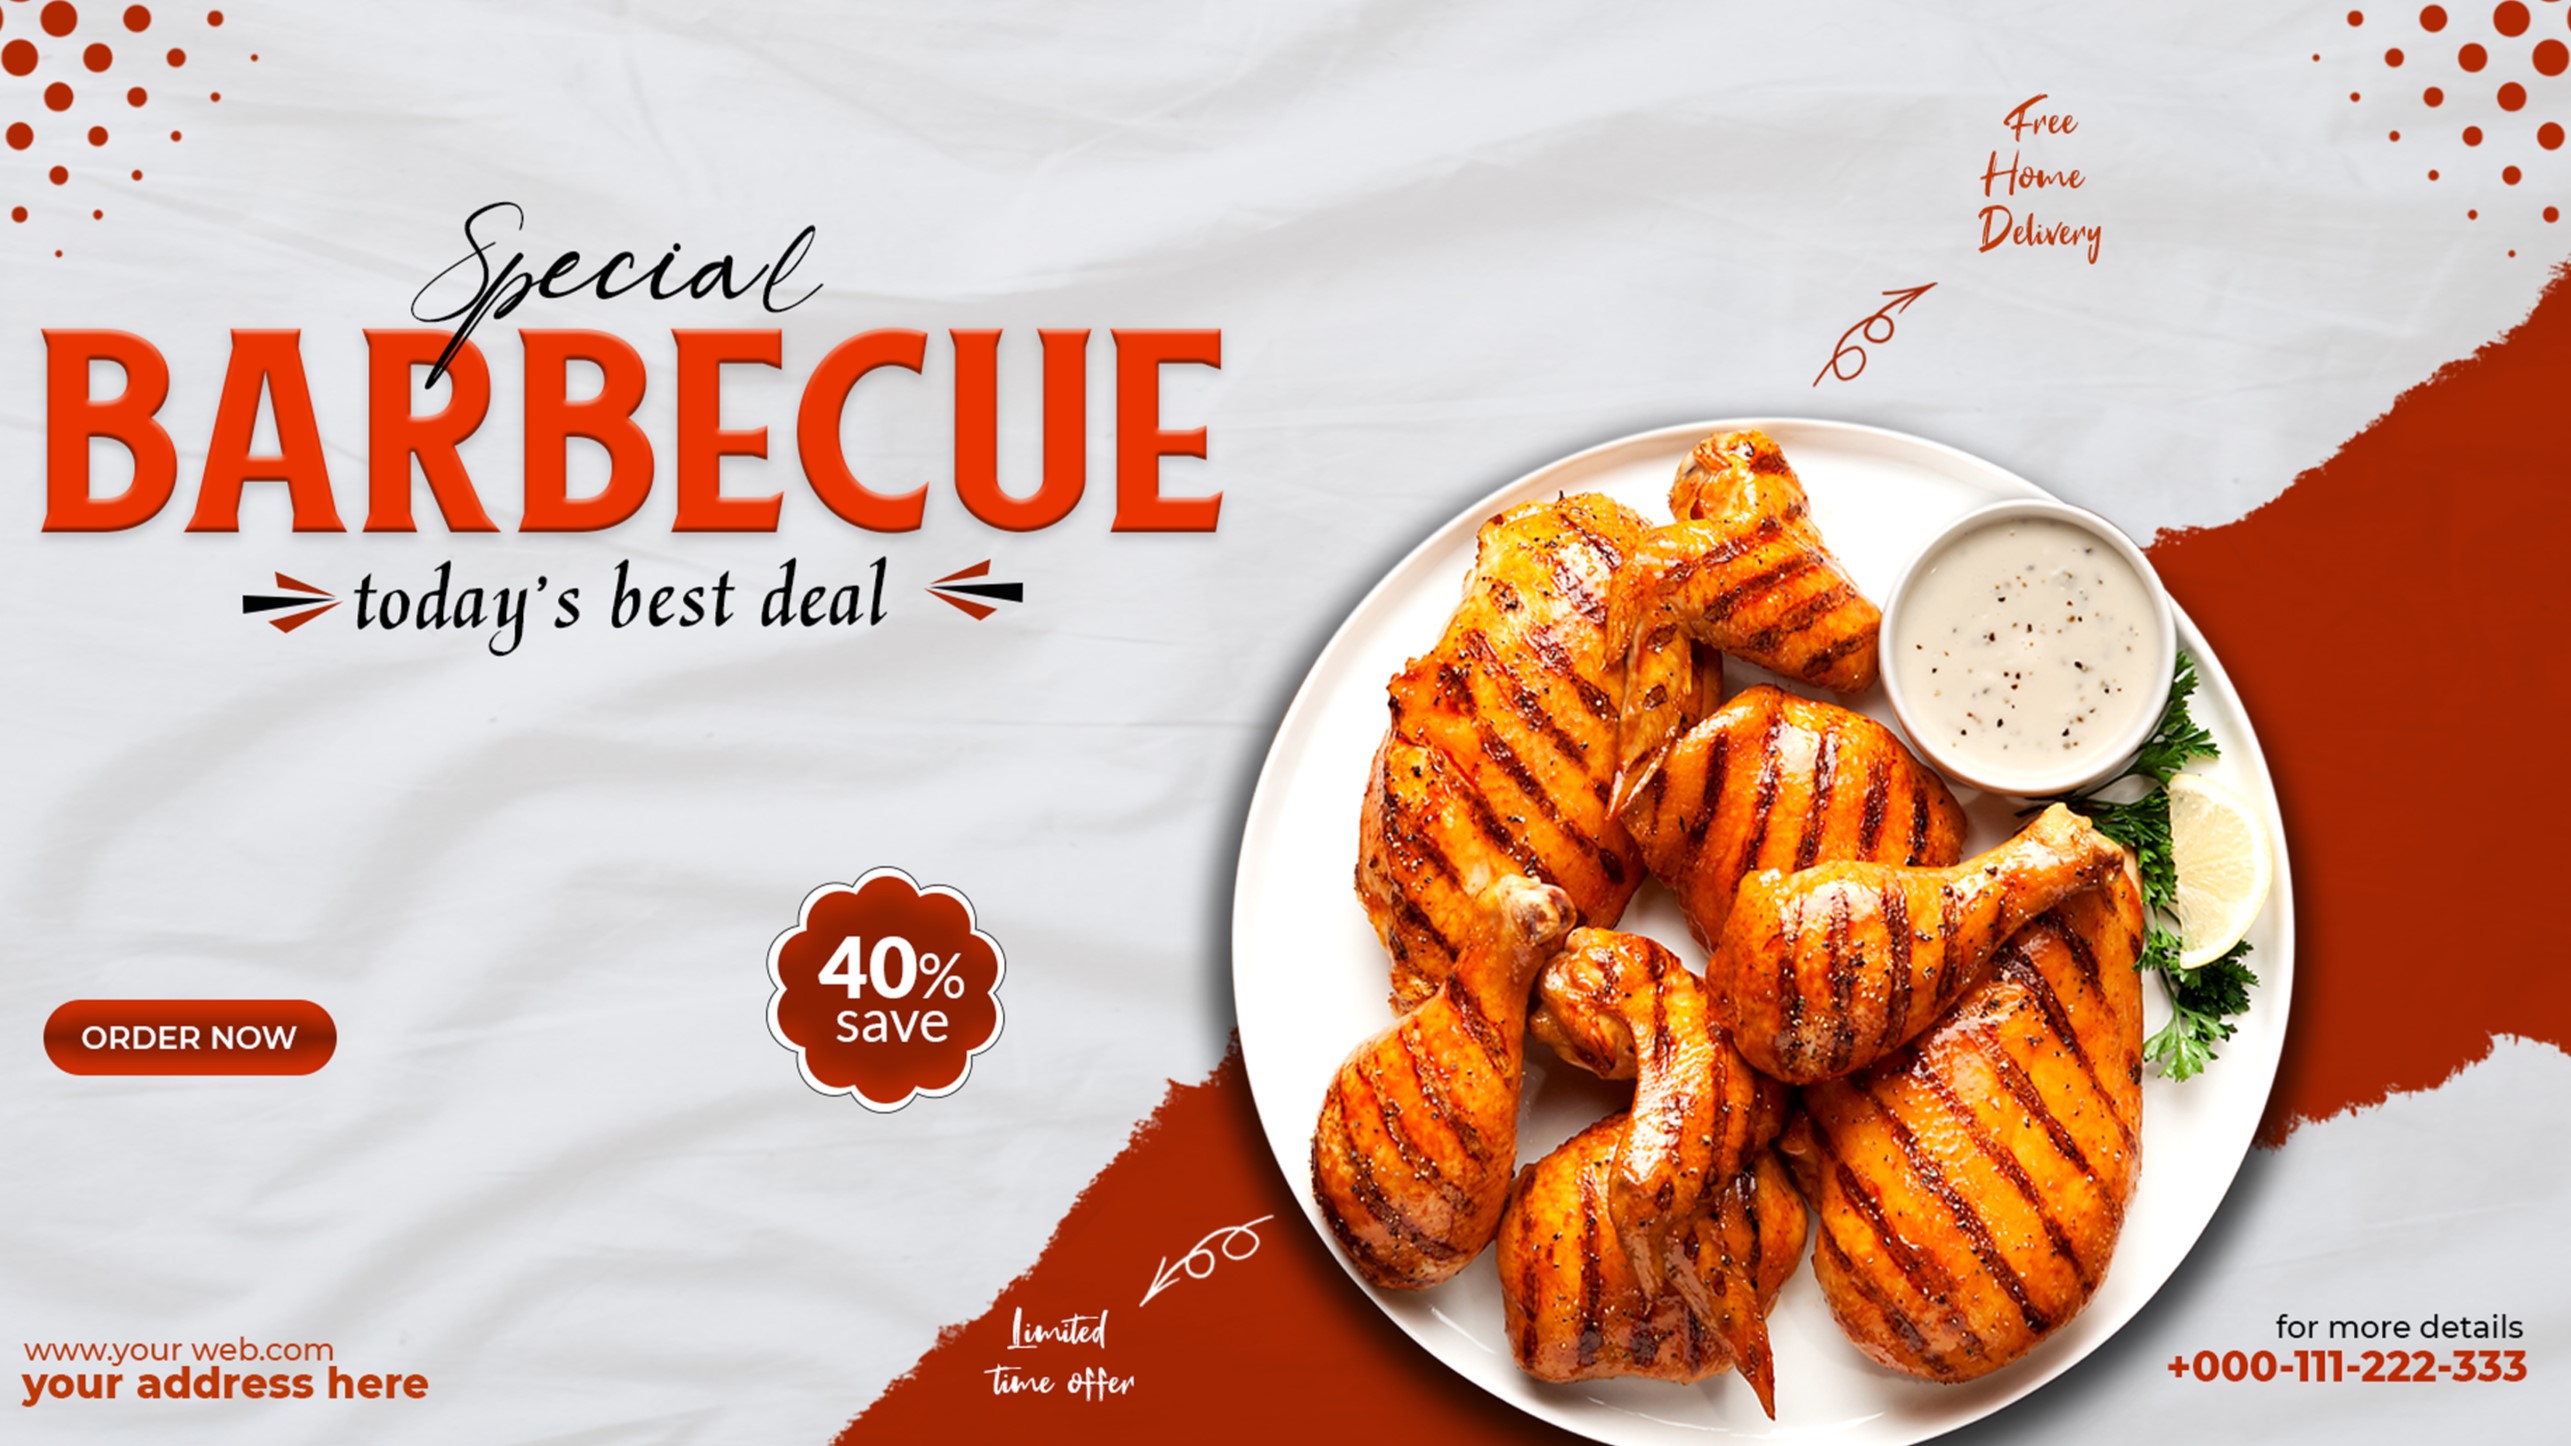 Free
Home
Delivery
Special
BARBECUE
today's best deal
40%
save
ORDER NOW
Limited
time offer
www.your web.com
your address here
for more details
+000-111-222-333